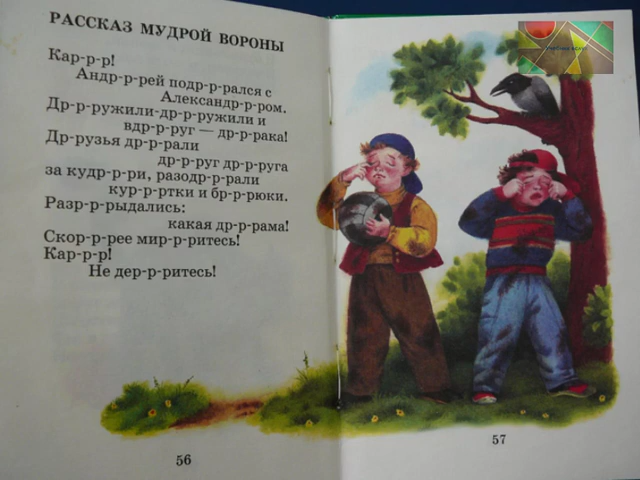 РАССКАЗ МУДРОЙ ВОРОНЫ
Кар-р-р!
Андр-р-рей подр-р-рался с
Александр-р-ром.
Др-р-ружили-др-р-ружили и
вдр-р-руг — др-р-рака!
Др-рузья др-р-рали
др-р-руг др-р-руга
за кудр-р-ри, разодр-р-рали
кур-р-ртки и бр-р-рюки.
Разр-р-рыдались:
какая др-р-рама!
Скор-р-рее мир-р-ритесь!
Кар-р-р!
Не дер-р-ритесь!
56
57